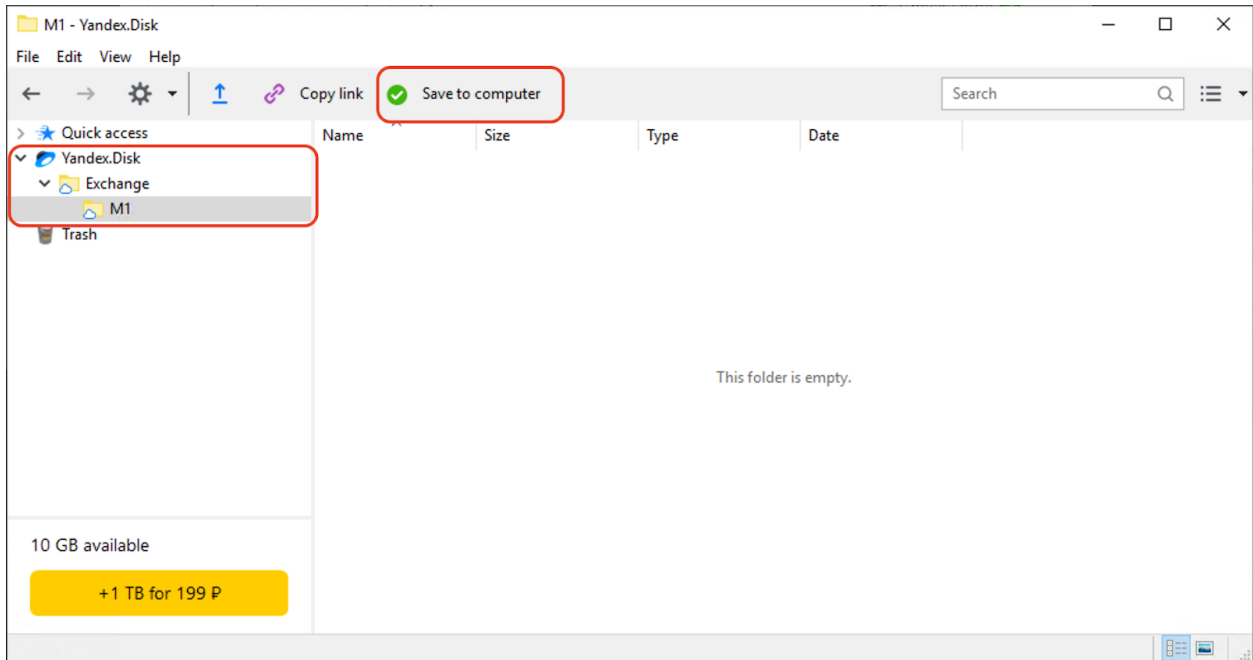 M1 - Yandex.Disk
File Edit View Help
Copy link Save to computer Search
Quick access
Name Size Type Date
Yandex.Disk
Exchange
M1
Trash
This folder is empty.
10 GB available
+1 TB for 199 ₽